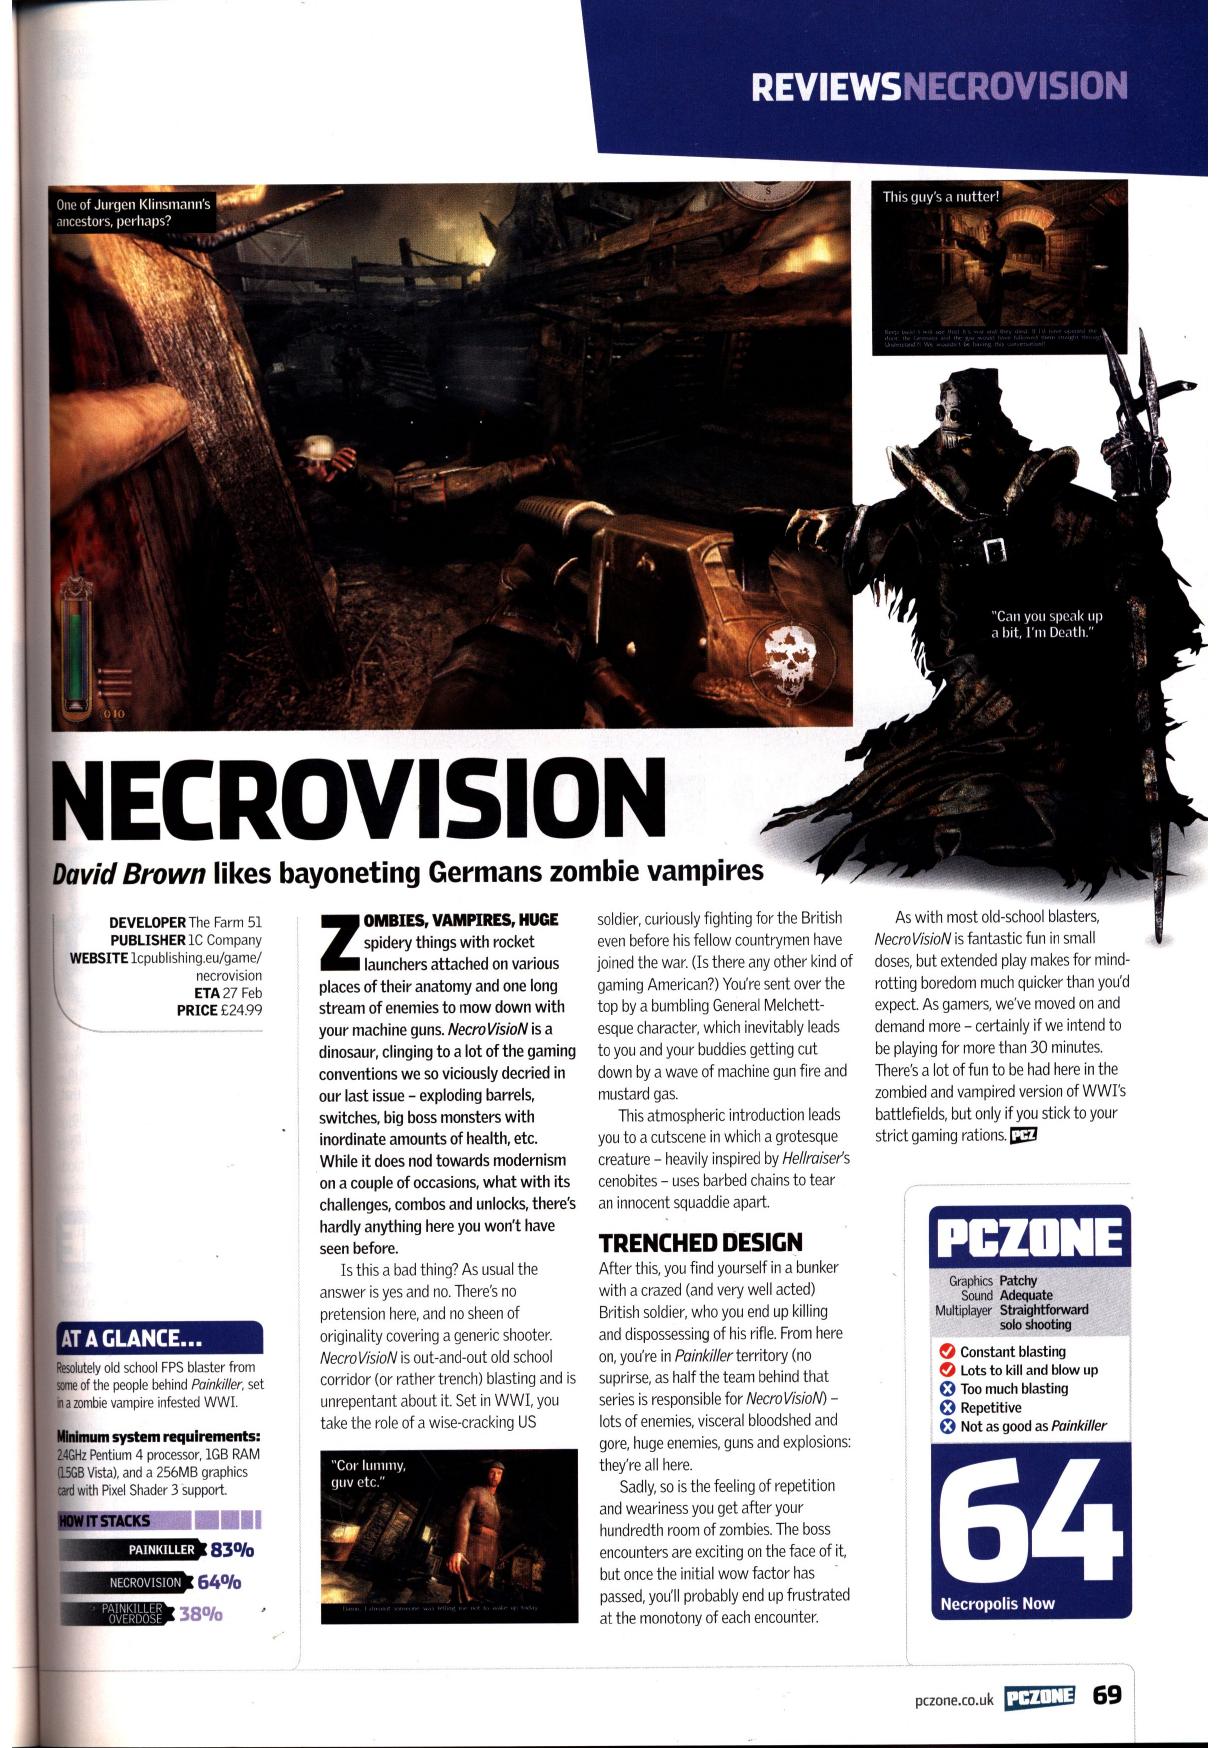 REVIEWSNECROVISION
One of Jurgen Klinsmann's
ancestors, perhaps?
This guy's a nutter!
"Can you speak up
a bit, I'm Death."
NECROVISION
David Brown likes bayoneting Germans zombie vampires
DEVELOPER The Farm 51
PUBLISHER 1C Company
WEBSITE 1cpublishing.eu/game/
necrovision
ETA 27 Feb
PRICE £24.99
AT A GLANCE...
Resolutely old school FPS blaster from
some of the people behind Painkiller, set
in a zombie vampire infested WWI.
Minimum system requirements:
2.4GHz Pentium 4 processor, 1GB RAM
(1.5GB Vista), and a 256MB graphics
card with Pixel Shader 3 support.
HOW IT STACKS
PAINKILLER 83%
NECROVISION 64%
PAINKILLER
OVERDOSE 38%
ZOMBIES, VAMPIRES, HUGE
spidery things with rocket
launchers attached on various
places of their anatomy and one long
stream of enemies to mow down with
your machine guns. NecroVisioN is a
dinosaur, clinging to a lot of the gaming
conventions we so viciously decried in
our last issue – exploding barrels,
switches, big boss monsters with
inordinate amounts of health, etc.
While it does nod towards modernism
on a couple of occasions, what with its
challenges, combos and unlocks, there's
hardly anything here you won't have
seen before.
Is this a bad thing? As usual the
answer is yes and no. There's no
pretension here, and no sheen of
originality covering a generic shooter.
NecroVisioN is out-and-out old school
corridor (or rather trench) blasting and is
unrepentant about it. Set in WWI, you
take the role of a wise-cracking US
"Cor lummy,
guv etc."
soldier, curiously fighting for the British
even before his fellow countrymen have
joined the war. (Is there any other kind of
gaming American?) You're sent over the
top by a bumbling General Melchett-
esque character, which inevitably leads
to you and your buddies getting cut
down by a wave of machine gun fire and
mustard gas.
This atmospheric introduction leads
you to a cutscene in which a grotesque
creature – heavily inspired by Hellraiser's
cenobites – uses barbed chains to tear
an innocent squaddie apart.
TRENCHED DESIGN
After this, you find yourself in a bunker
with a crazed (and very well acted)
British soldier, who you end up killing
and dispossessing of his rifle. From here
on, you're in Painkiller territory (no
suprirse, as half the team behind that
series is responsible for NecroVisioN) –
lots of enemies, visceral bloodshed and
gore, huge enemies, guns and explosions:
they're all here.
Sadly, so is the feeling of repetition
and weariness you get after your
hundredth room of zombies. The boss
encounters are exciting on the face of it,
but once the initial wow factor has
passed, you'll probably end up frustrated
at the monotony of each encounter.
As with most old-school blasters,
NecroVisioN is fantastic fun in small
doses, but extended play makes for mind-
rotting boredom much quicker than you'd
expect. As gamers, we've moved on and
demand more – certainly if we intend to
be playing for more than 30 minutes.
There's a lot of fun to be had here in the
zombied and vampired version of WWI's
battlefields, but only if you stick to your
strict gaming rations. PCZ
PCZONE
Graphics Patchy
Sound Adequate
Multiplayer Straightforward
solo shooting
Constant blasting
Lots to kill and blow up
Too much blasting
Repetitive
Not as good as Painkiller
64
Necropolis Now
pczone.co.uk PCZONE 69